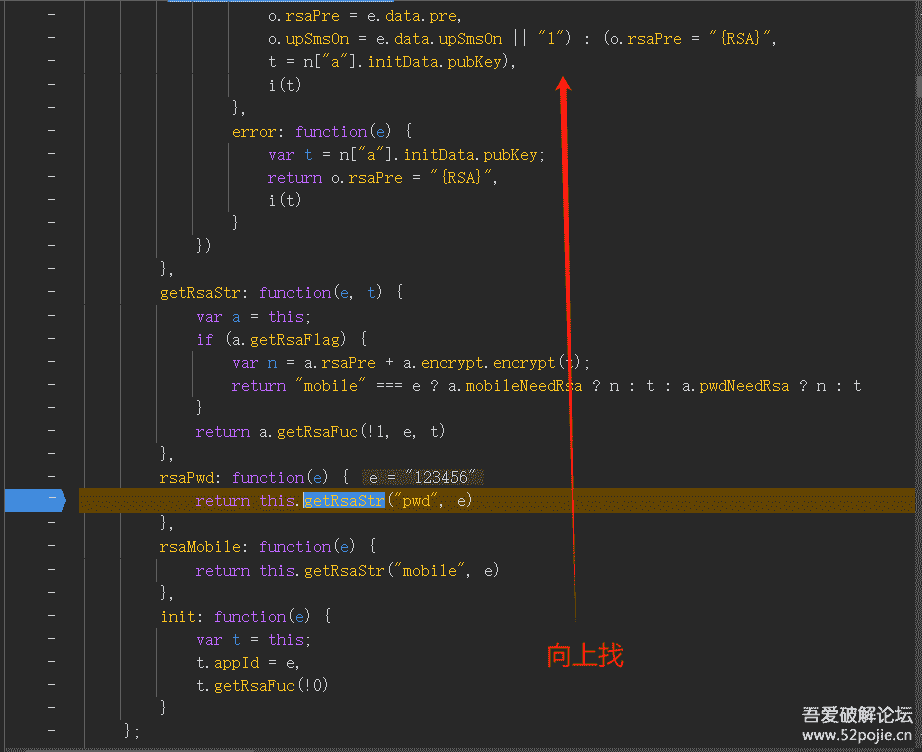 o.rsaPre = e.data.pre,
o.upSmsOn = e.data.upSmsOn || "1") : (o.rsaPre = "{RSA}",
t = n["a"].initData.pubKey),
i(t)
},
error: function(e) {
var t = n["a"].initData.pubKey;
return o.rsaPre = "{RSA}",
i(t)
}
})
},
getRsaStr: function(e, t) {
var a = this;
if (a.getRsaFlag) {
var n = a.rsaPre + a.encrypt.encrypt(t);
return "mobile" === e ? a.mobileNeedRsa ? n : t : a.pwdNeedRsa ? n : t
}
return a.getRsaFuc(!1, e, t)
},
rsaPwd: function(e) { e = "123456"
return this.getRsaStr("pwd", e)
},
rsaMobile: function(e) {
return this.getRsaStr("mobile", e)
},
init: function(e) {
var t = this;
t.appId = e,
t.getRsaFuc(!0)
}
};
向上找
吾爱破解论坛
www.52pojie.cn